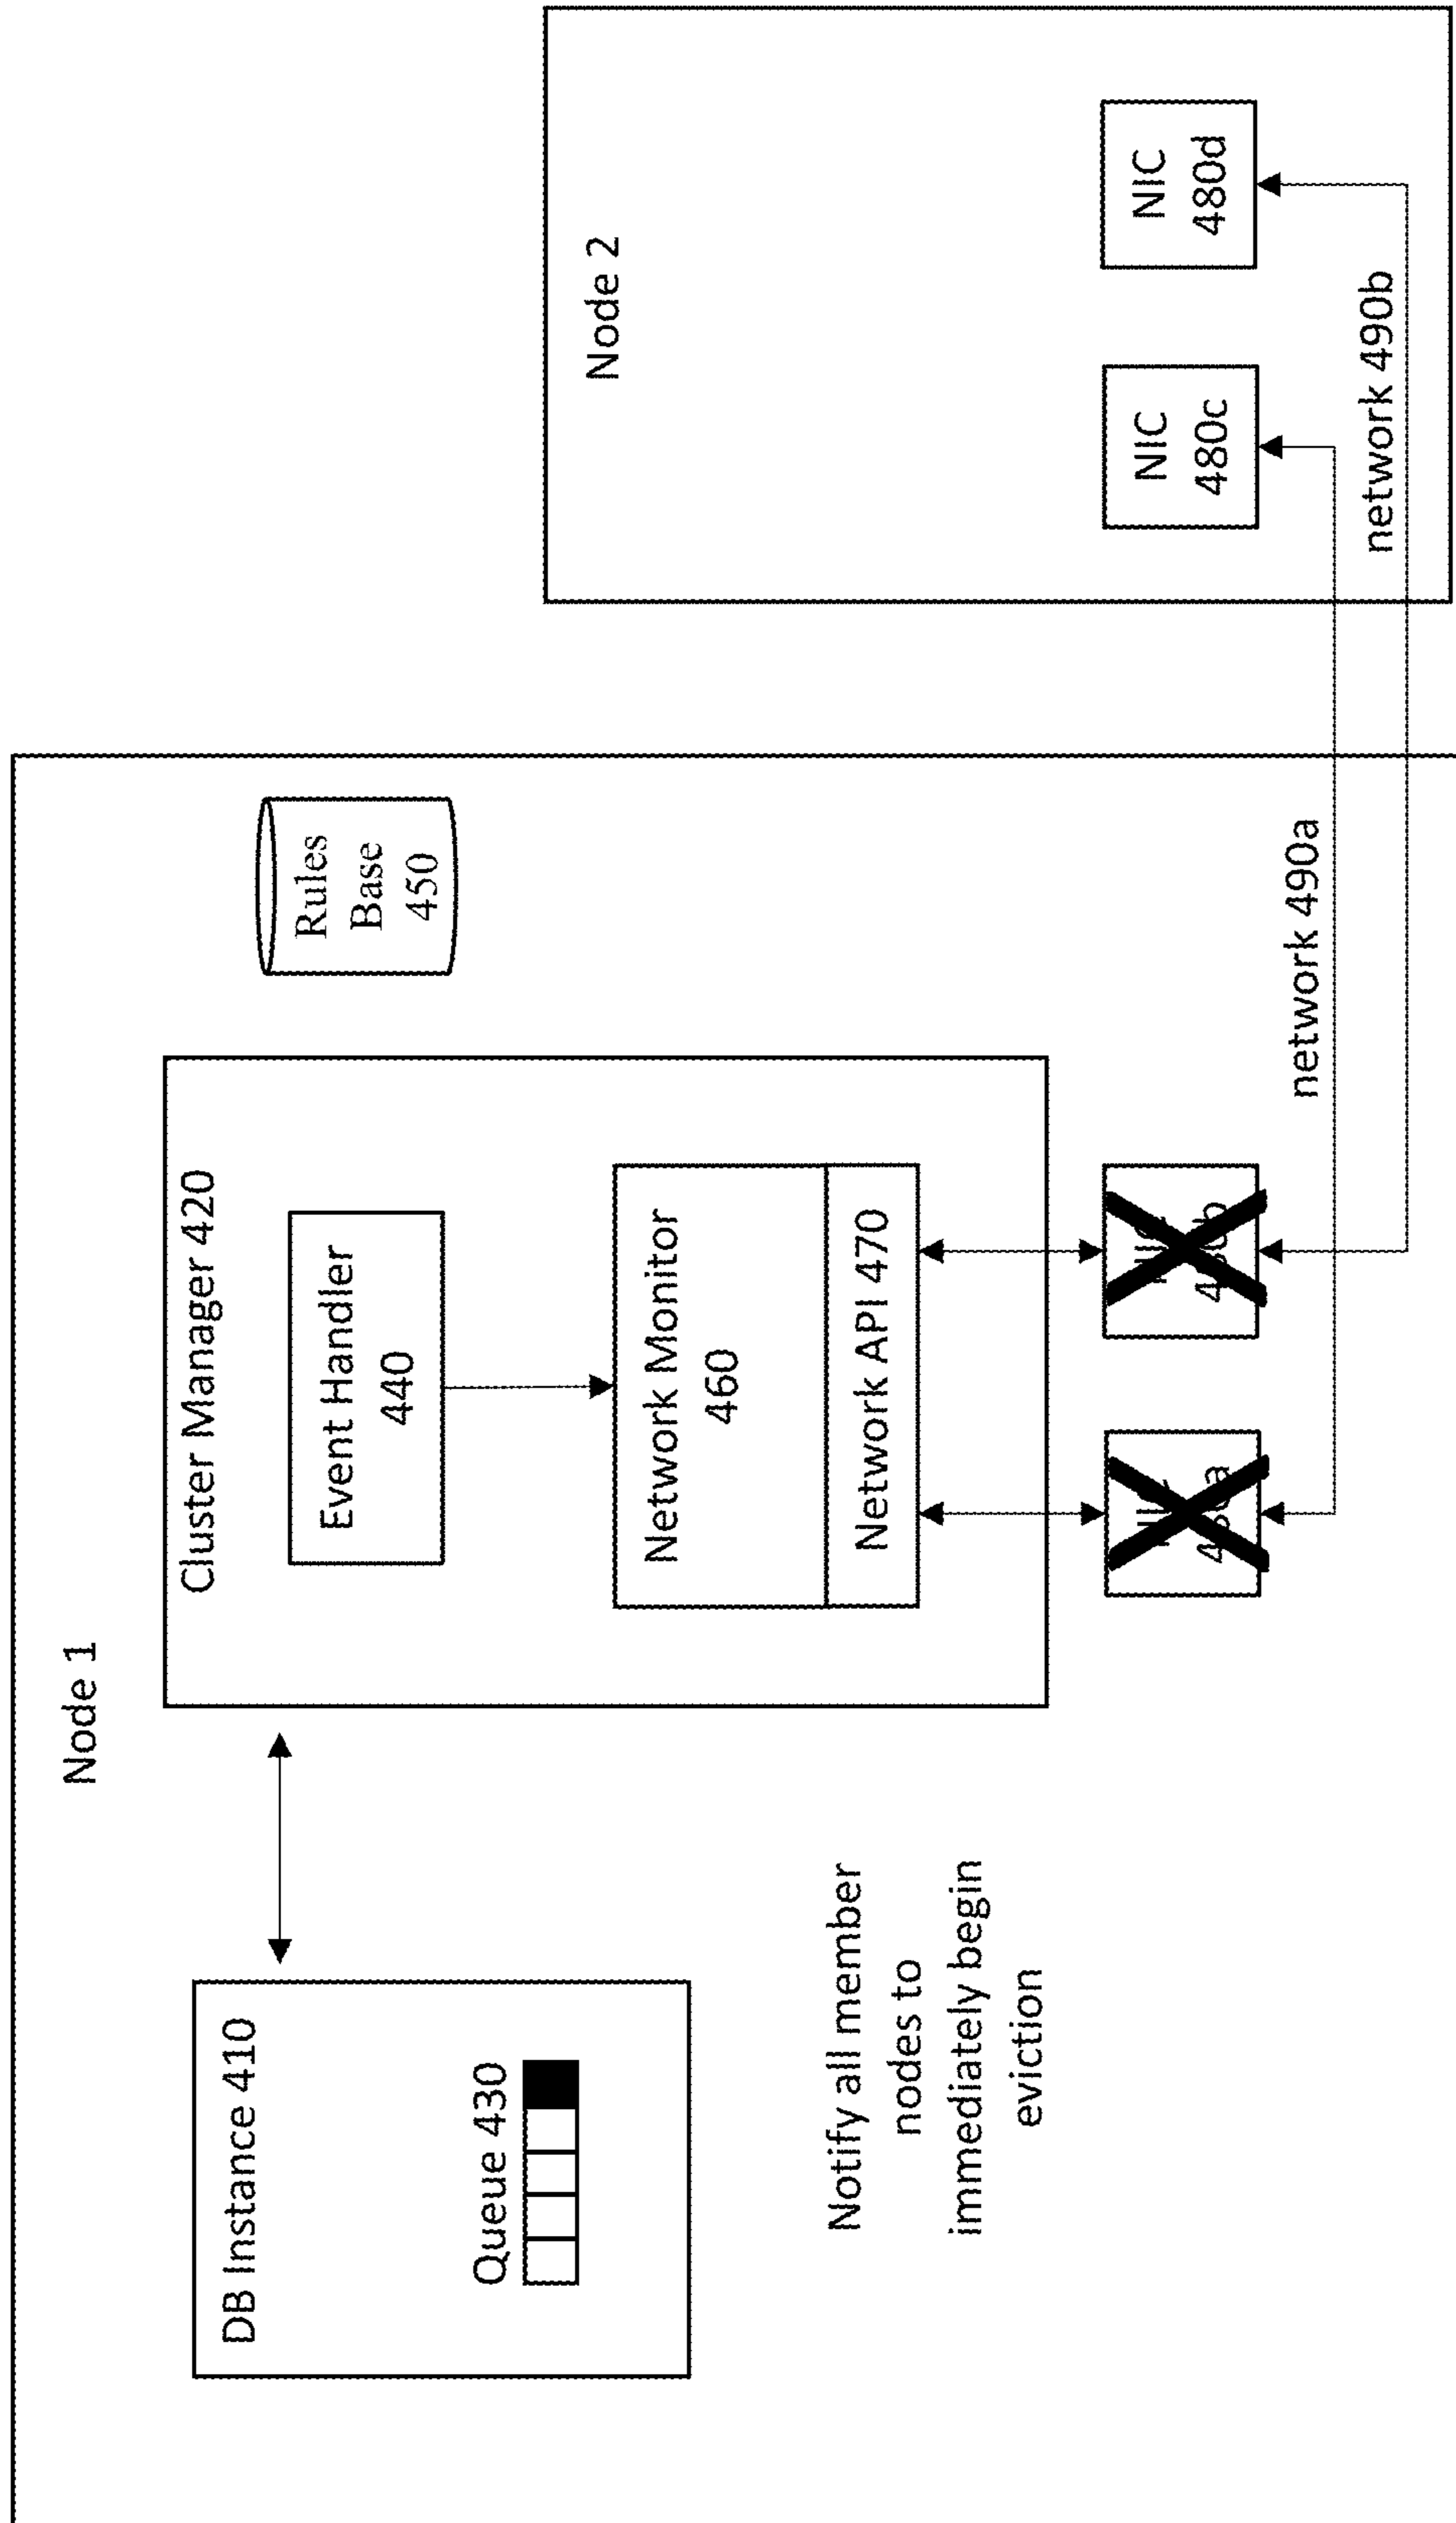 Node 1
DB Instance 410
Queue 430
Notify all member
nodes to
immediately begin
eviction
Cluster Manager 420
Event Handler
440
Network Monitor
460
Network API 470
Rules
Base
450
network 490a
Node 2
NIC
480c
NIC
480d
network 490b